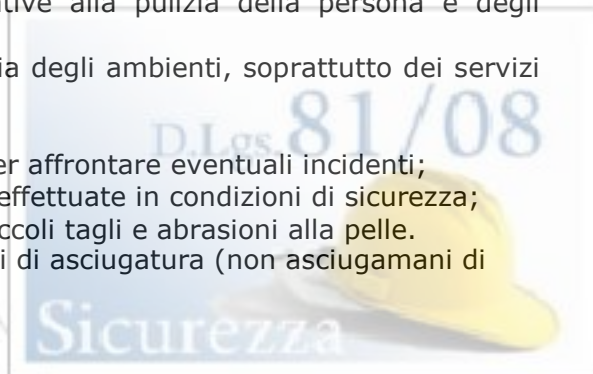 ative alla pulizia della persona e degli
ia degli ambienti, soprattutto dei servizi
D.Lgs. 81/08
er affrontare eventuali incidenti;
effettuate in condizioni di sicurezza;
ccoli tagli e abrasioni alla pelle.
i di asciugatura (non asciugamani di
Sicurezza